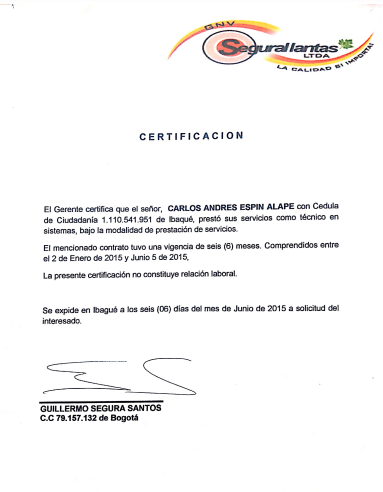 GNV
Segurallantas
LTDA
LA CALIDAD SI IMPORTA!
CERTIFICACION
El Gerente certifica que el señor, CARLOS ANDRES ESPIN ALAPE con Cedula
de Ciudadanía 1.110.541.951 de Ibaqué, prestó sus servicios como técnico en
sistemas, bajo la modalidad de prestación de servicios.
El mencionado contrato tuvo una vigencia de seis (6) meses. Comprendidos entre
el 2 de Enero de 2015 y Junio 5 de 2015,
La presente certificación no constituye relación laboral.
Se expide en Ibagué a los seis (06) días del mes de Junio de 2015 a solicitud del
interesado.
GUILLERMO SEGURA SANTOS
C.C 79.157.132 de Bogotá